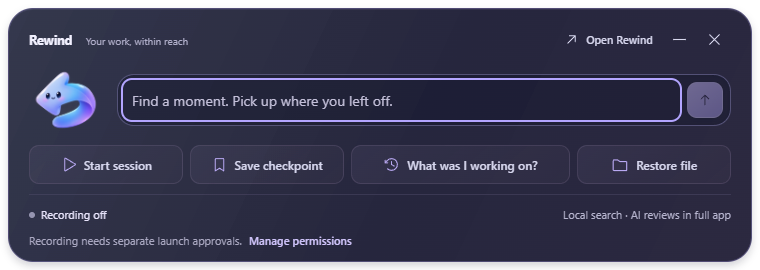 Rewind Your work, within reach Open Rewind
Find a moment. Pick up where you left off.
Start session Save checkpoint What was I working on? Restore file
Recording off Local search · AI reviews in full app
Recording needs separate launch approvals. Manage permissions